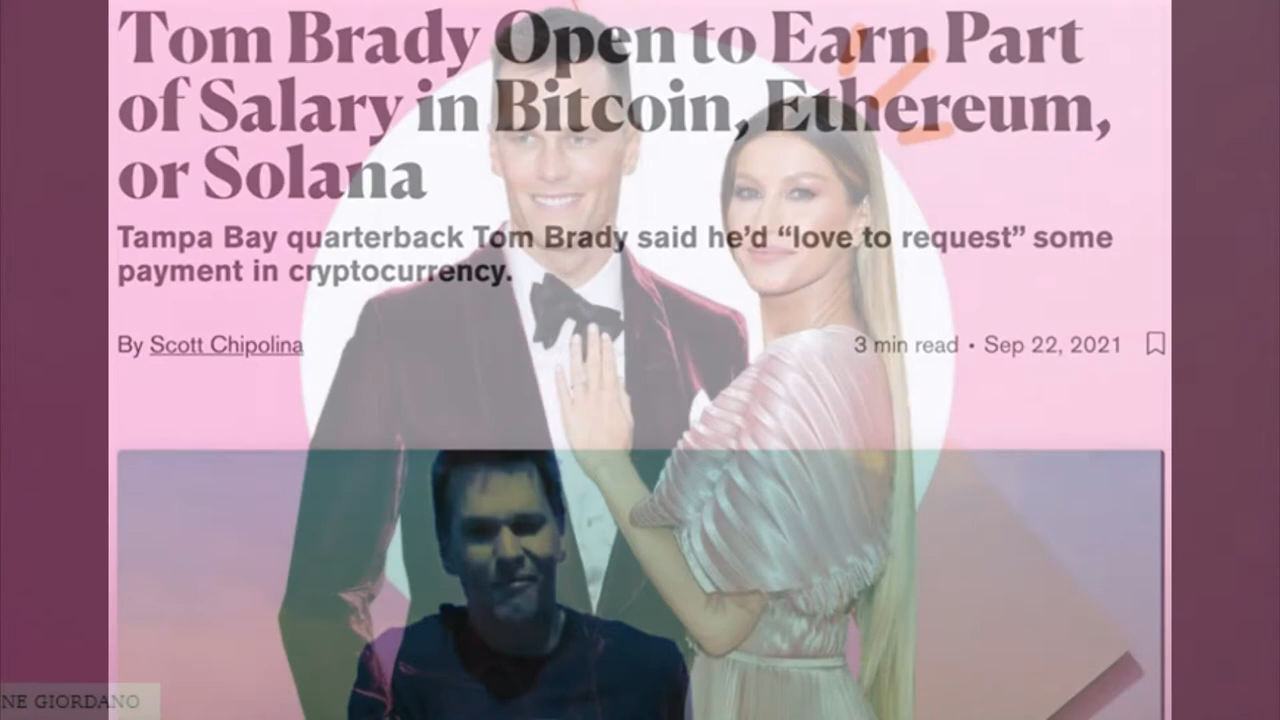 Tom Brady Open to Earn Part
of Salary in Bitcoin, Ethereum,
or Solana
Tampa Bay quarterback Tom Brady said he’d “love to request” some
payment in cryptocurrency.
By Scott Chipolina 3 min read • Sep 22, 2021
NE GIORDANO